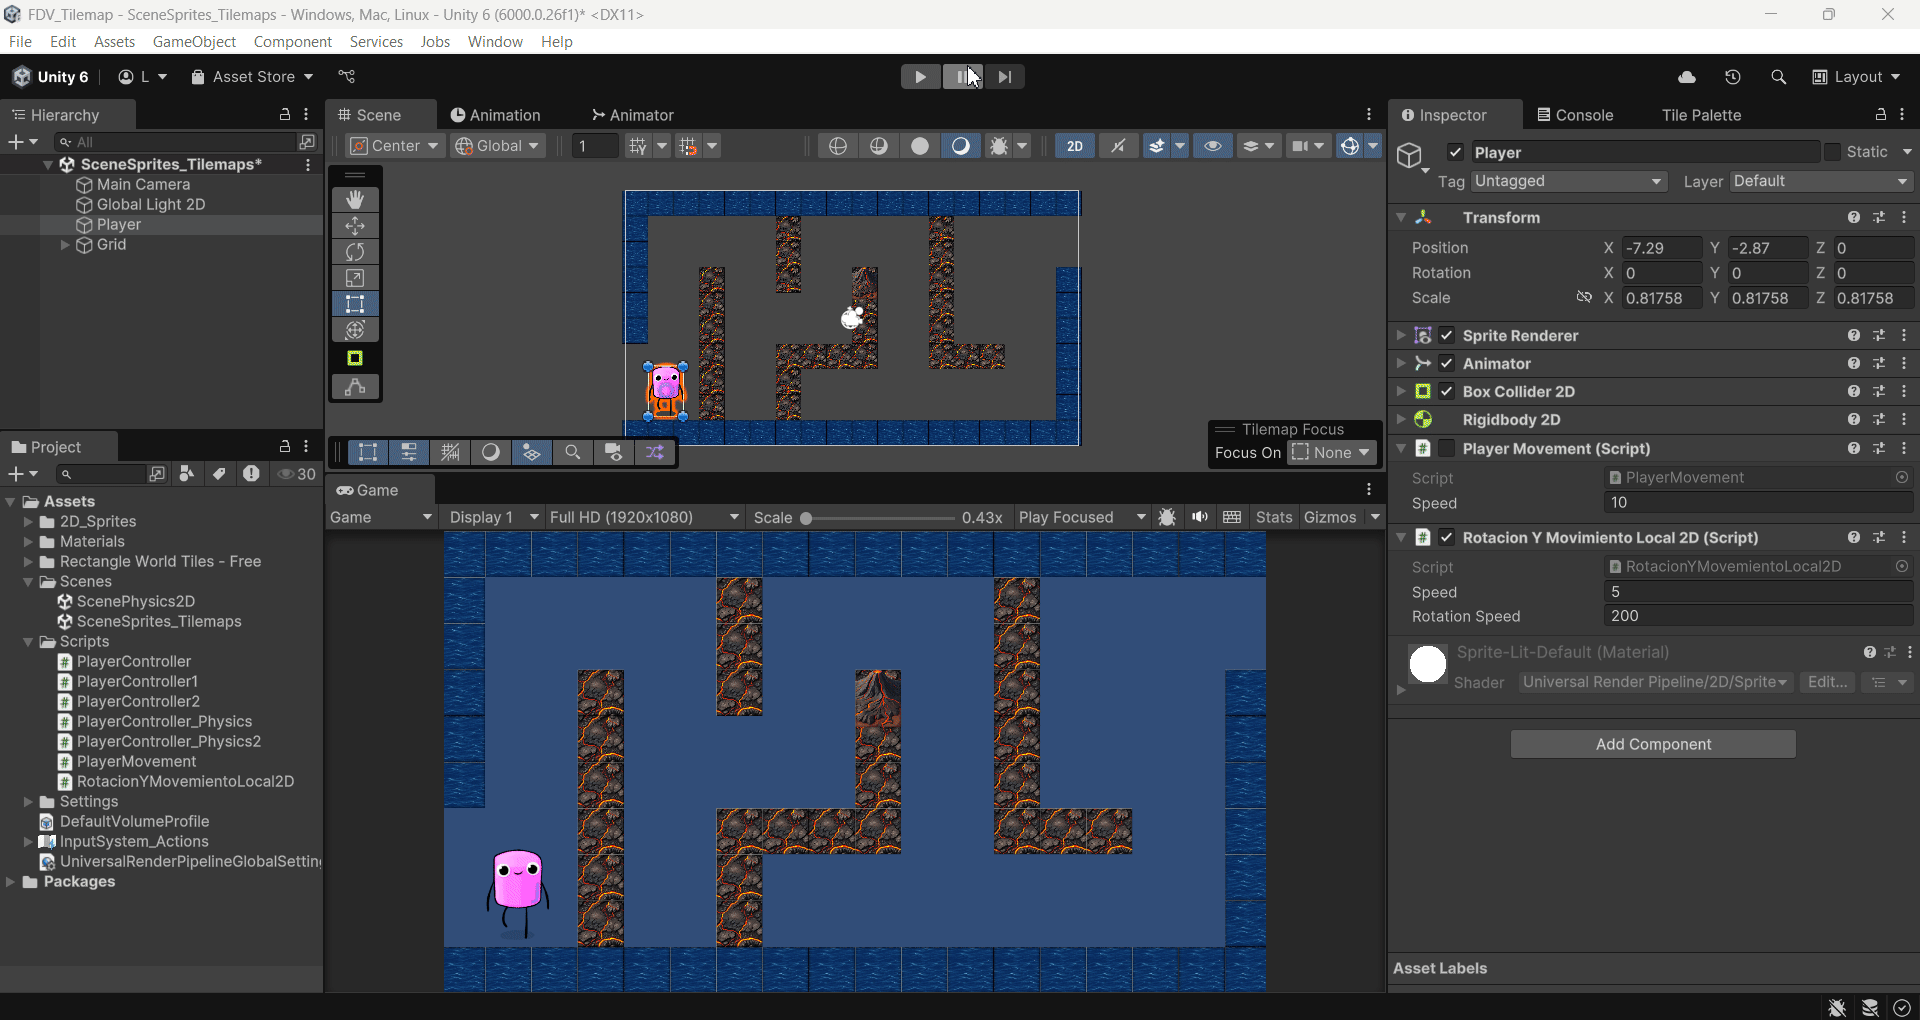 FDV_Tilemap - SceneSprites_Tilemaps - Windows, Mac, Linux - Unity 6 (6000.0.26f1)* <DX11>
File Edit Assets GameObject Component Services Jobs Window Help
Unity 6 L Asset Store Layout
Hierarchy
All
SceneSprites_Tilemaps*
Main Camera
Global Light 2D
Player
Grid
Scene Animation Animator
Center Global 1 2D
Tilemap Focus
Focus On None
Project
30
Assets
2D_Sprites
Materials
Rectangle World Tiles - Free
Scenes
ScenePhysics2D
SceneSprites_Tilemaps
Scripts
PlayerController
PlayerController1
PlayerController2
PlayerController_Physics
PlayerController_Physics2
PlayerMovement
RotacionYMovemientoLocal2D
Settings
DefaultVolumeProfile
InputSystem_Actions
UniversalRenderPipelineGlobalSettin
Packages
Game
Game Display 1 Full HD (1920x1080) Scale 0.43x Play Focused Stats Gizmos
Inspector Console Tile Palette
Player Static
Tag Untagged Layer Default
Transform
Position X -7.29 Y -2.87 Z 0
Rotation X 0 Y 0 Z 0
Scale X 0.81758 Y 0.81758 Z 0.81758
Sprite Renderer
Animator
Box Collider 2D
Rigidbody 2D
Player Movement (Script)
Script PlayerMovement
Speed 10
Rotacion Y Movimiento Local 2D (Script)
Script RotacionYMovemientoLocal2D
Speed 5
Rotation Speed 200
Sprite-Lit-Default (Material)
Shader Universal Render Pipeline/2D/Sprite Edit...
Add Component
Asset Labels